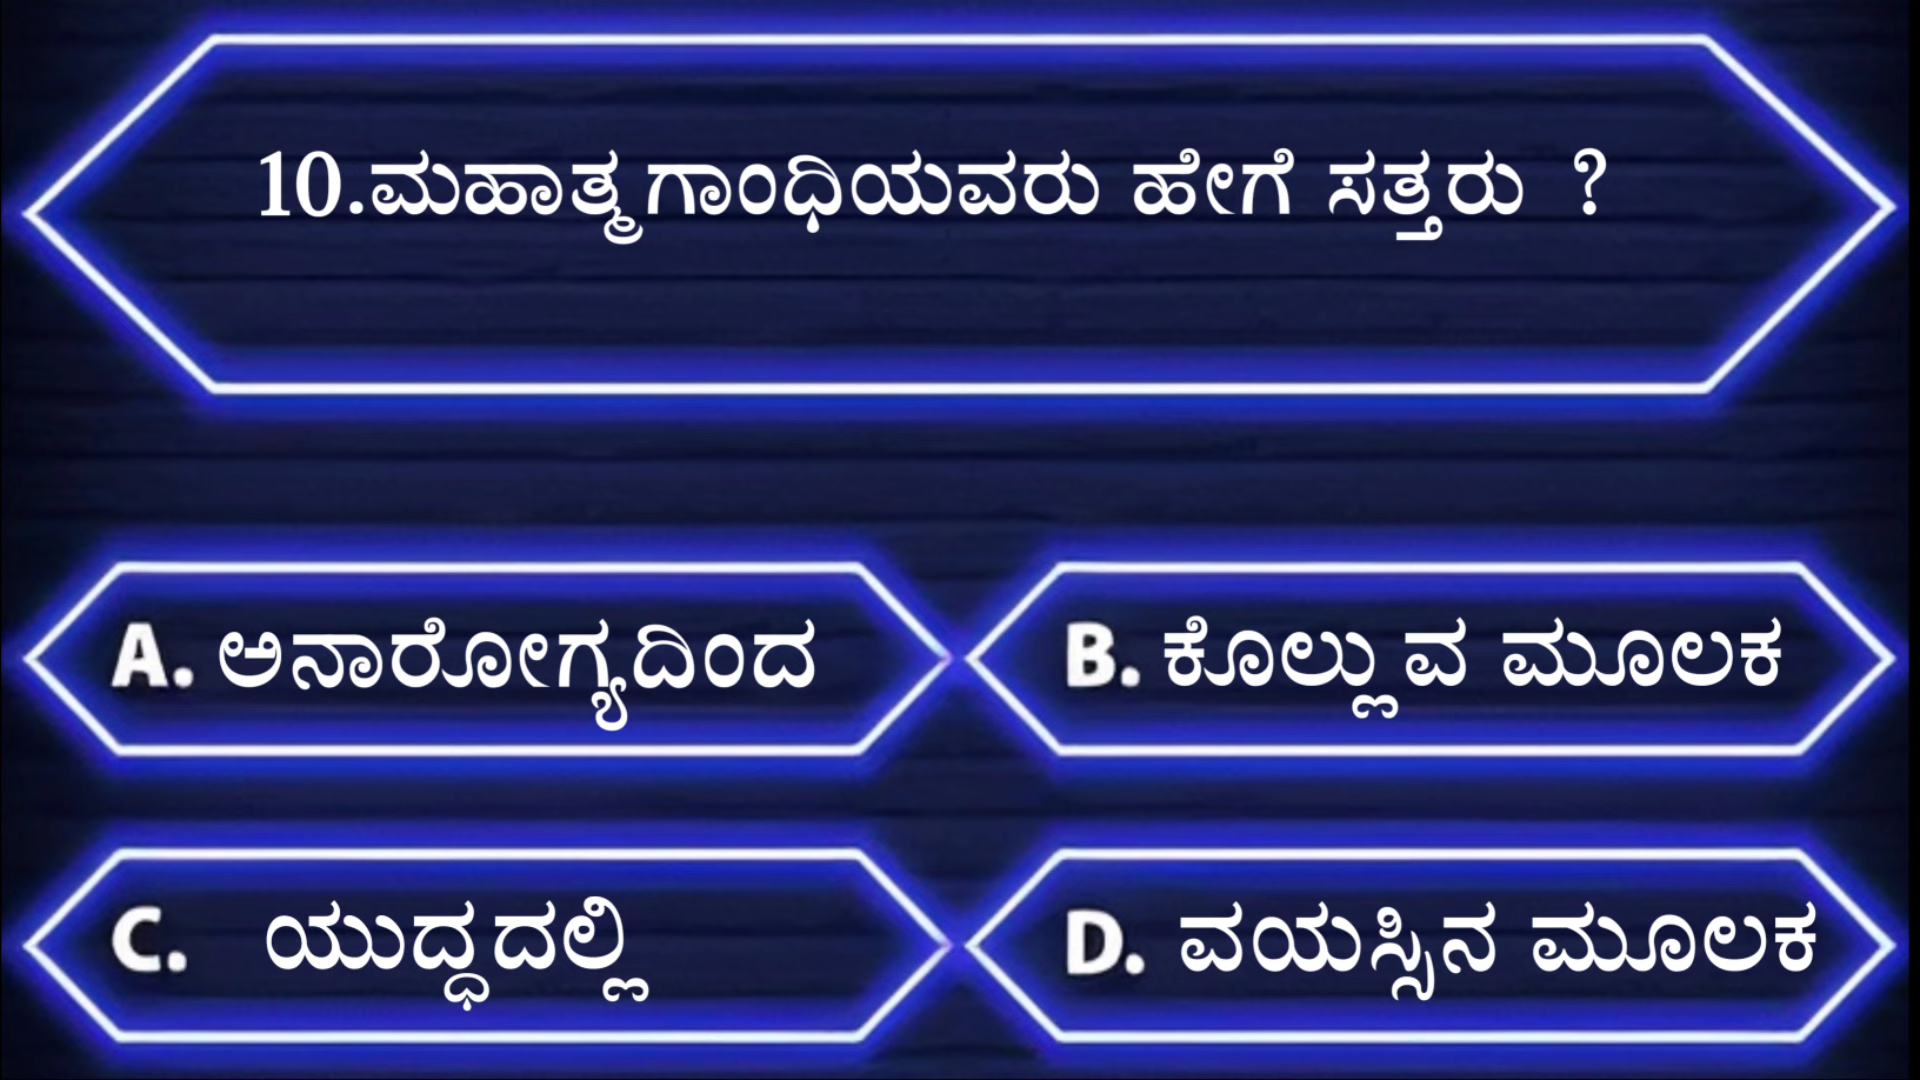 10.ಮಹಾತ್ಮ ಗಾಂಧಿಯವರು ಹೇಗೆ ಸತ್ತರು ?
A. ಅನಾರೋಗ್ಯದಿಂದ
B. ಕೊಲ್ಲುವ ಮೂಲಕ
C. ಯುದ್ಧದಲ್ಲಿ
D. ವಯಸ್ಸಿನ ಮೂಲಕ